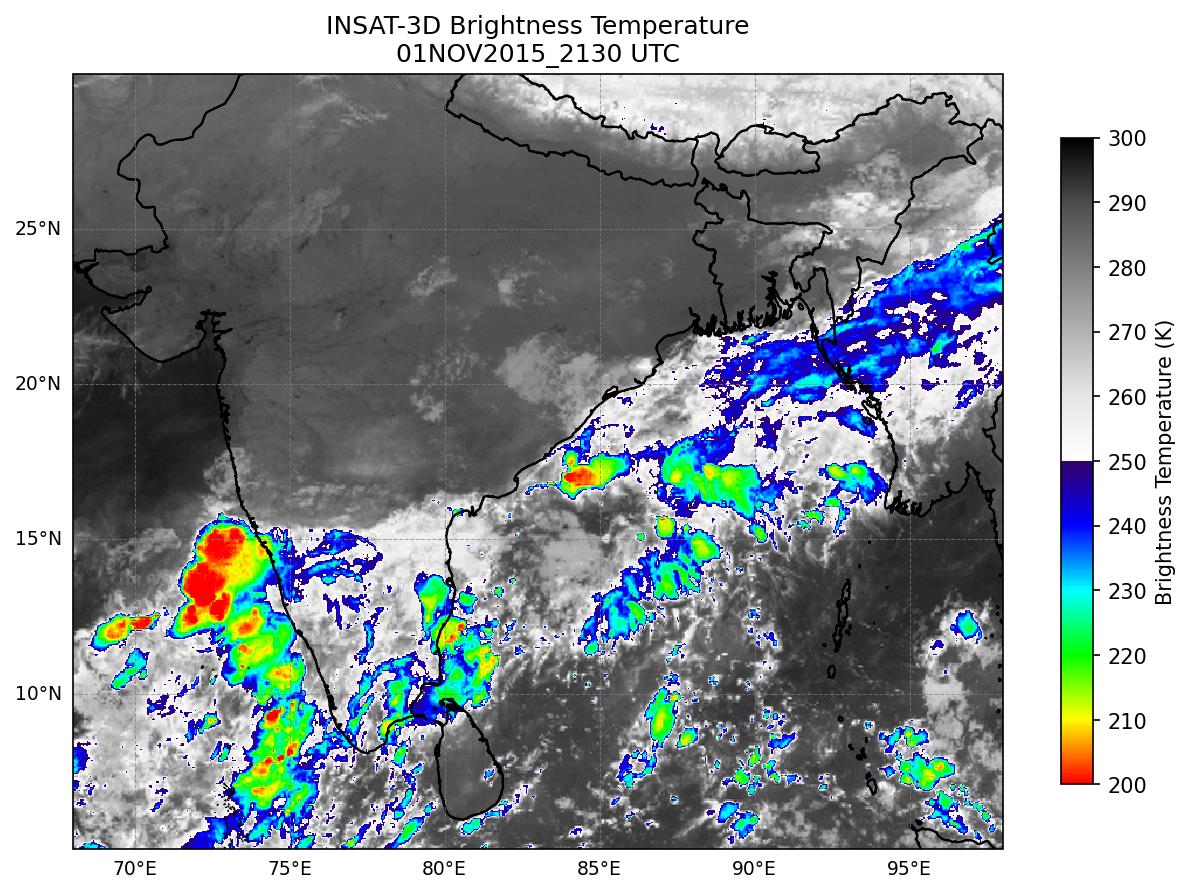 INSAT-3D Brightness Temperature
01NOV2015_2130 UTC
25°N
20°N
15°N
10°N
70°E
75°E
80°E
85°E
90°E
95°E
300
290
280
270
260
250
240
230
220
210
200
Brightness Temperature (K)